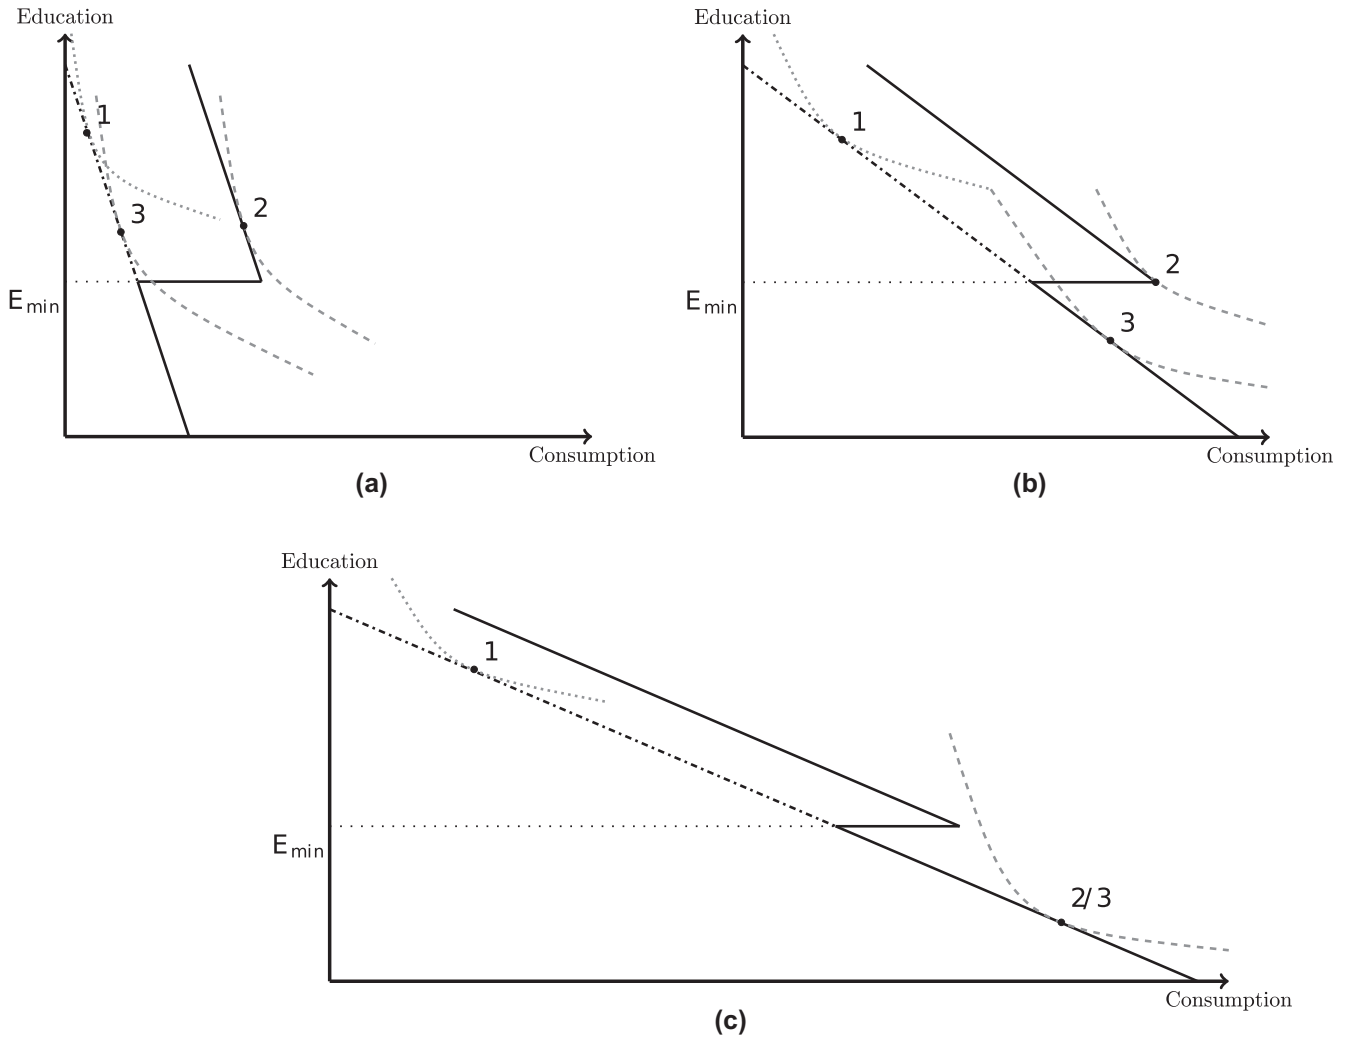 Education
1
3
2
E min
Consumption
(a)
Education
1
2
3
E min
Consumption
(b)
Education
1
2/3
E min
Consumption
(c)